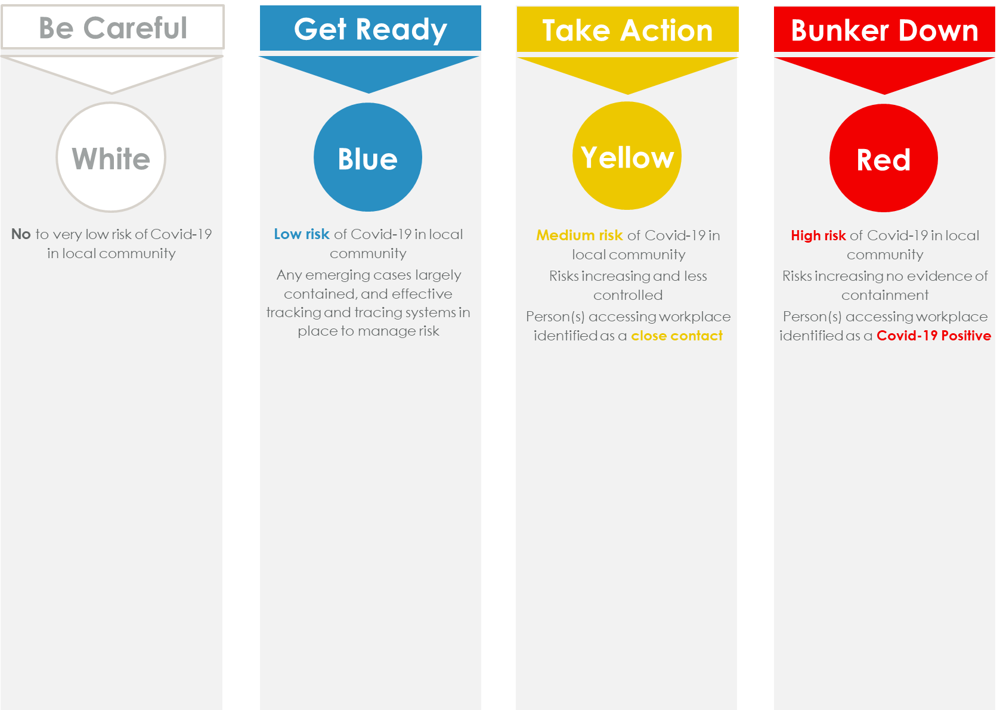 Be Careful
White
No to very low risk of Covid-19
in local community
Get Ready
Blue
Low risk of Covid-19 in local
community
Any emerging cases largely
contained, and effective
tracking and tracing systems in
place to manage risk
Take Action
Yellow
Medium risk of Covid-19 in
local community
Risks increasing and less
controlled
Person(s) accessing workplace
identified as a close contact
Bunker Down
Red
High risk of Covid-19 in local
community
Risks increasing no evidence of
containment
Person(s) accessing workplace
identified as a Covid-19 Positive